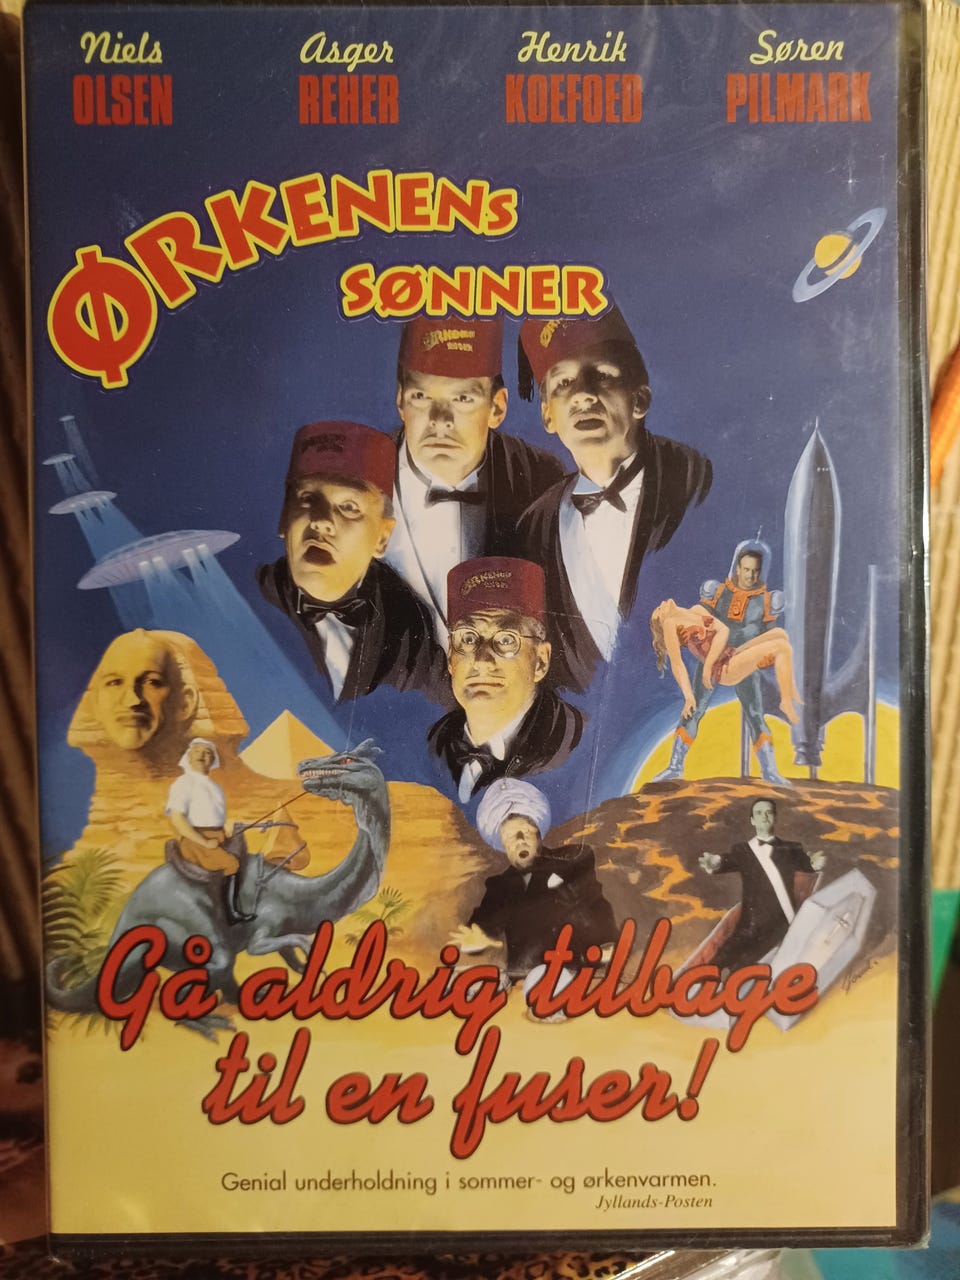 Niels OLSEN
Asger REHER
Henrik KOEFOED
Søren PILMARK
ØRKENENS
SØNNER
Gå aldrig tilbage
til en fuser!
Genial underholdning i sommer- og ørkenvarmen.
Jyllands-Posten